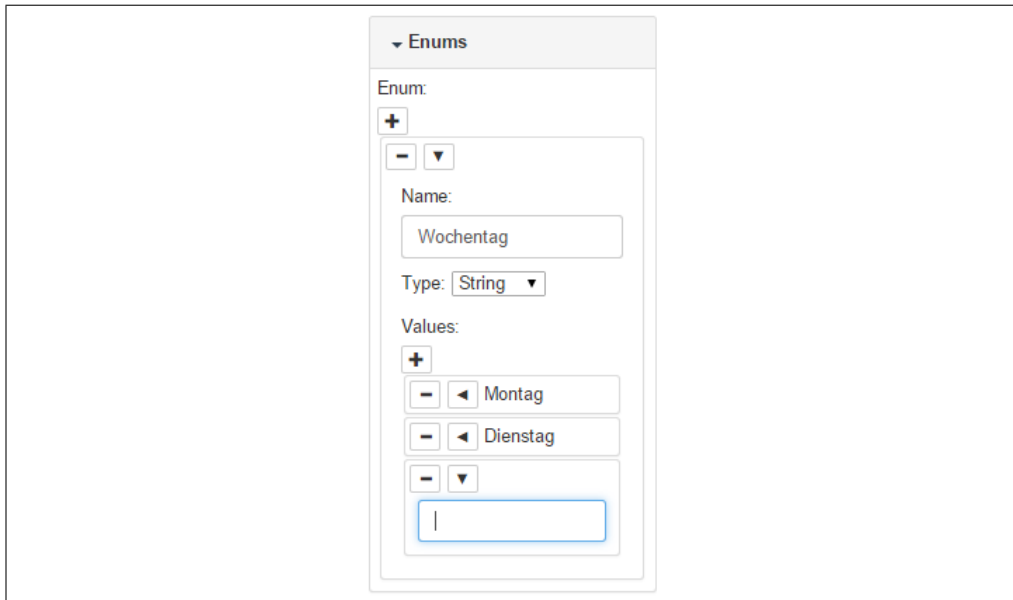 Enums
Enum:
Name:
Wochentag
Type: String
Values:
Montag
Dienstag